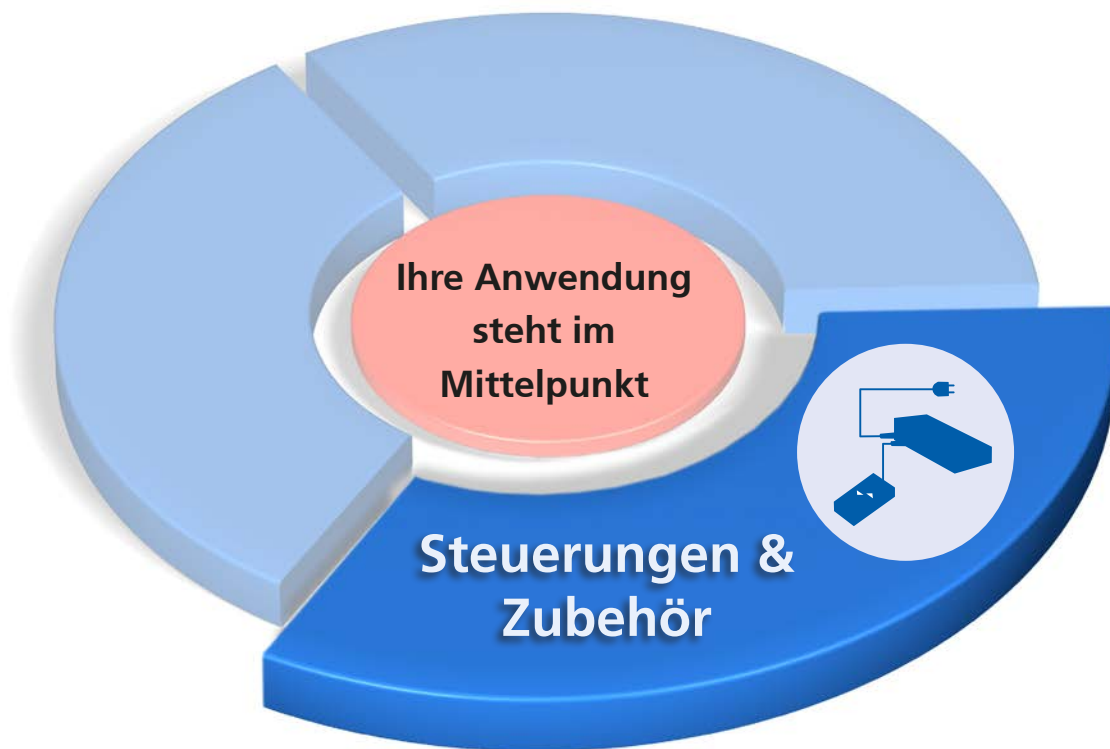 Ihre Anwendung
steht im
Mittelpunkt
Steuerungen &
Zubehör